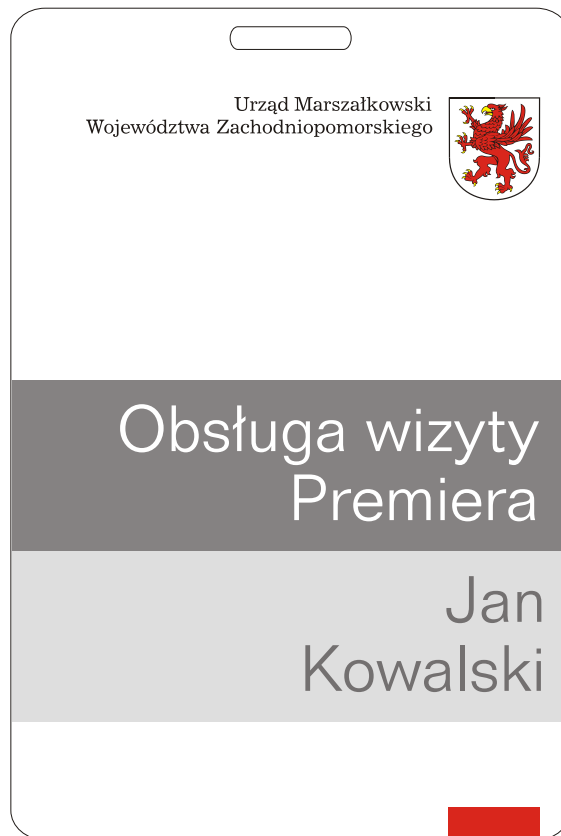 Urząd Marszałkowski
Województwa Zachodniopomorskiego
Obsługa wizyty
Premiera
Jan
Kowalski